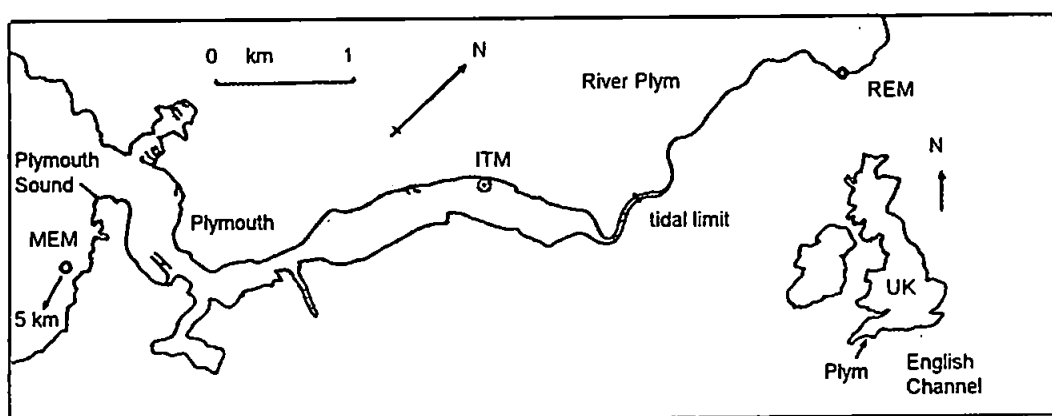 0 km 1
N
River Plym
REM
Plymouth
Sound
ITM
N
Plymouth
tidal limit
MEM
UK
5 km
Plym
English
Channel